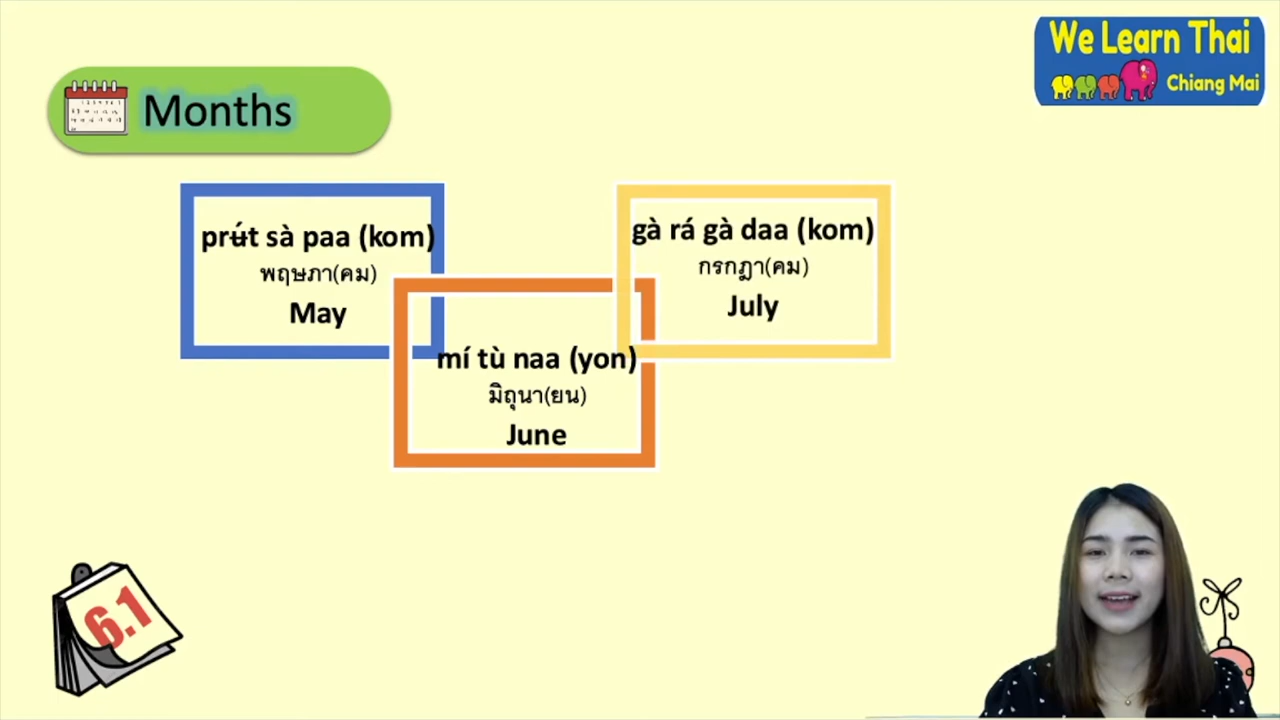 We Learn Thai
Chiang Mai
Months
prʉ́t sà paa (kom)
พฤษภา(คม)
May
mí tù naa (yon)
มิถุนา(ยน)
June
gà rá gà daa (kom)
กรกฎา(คม)
July
6.1